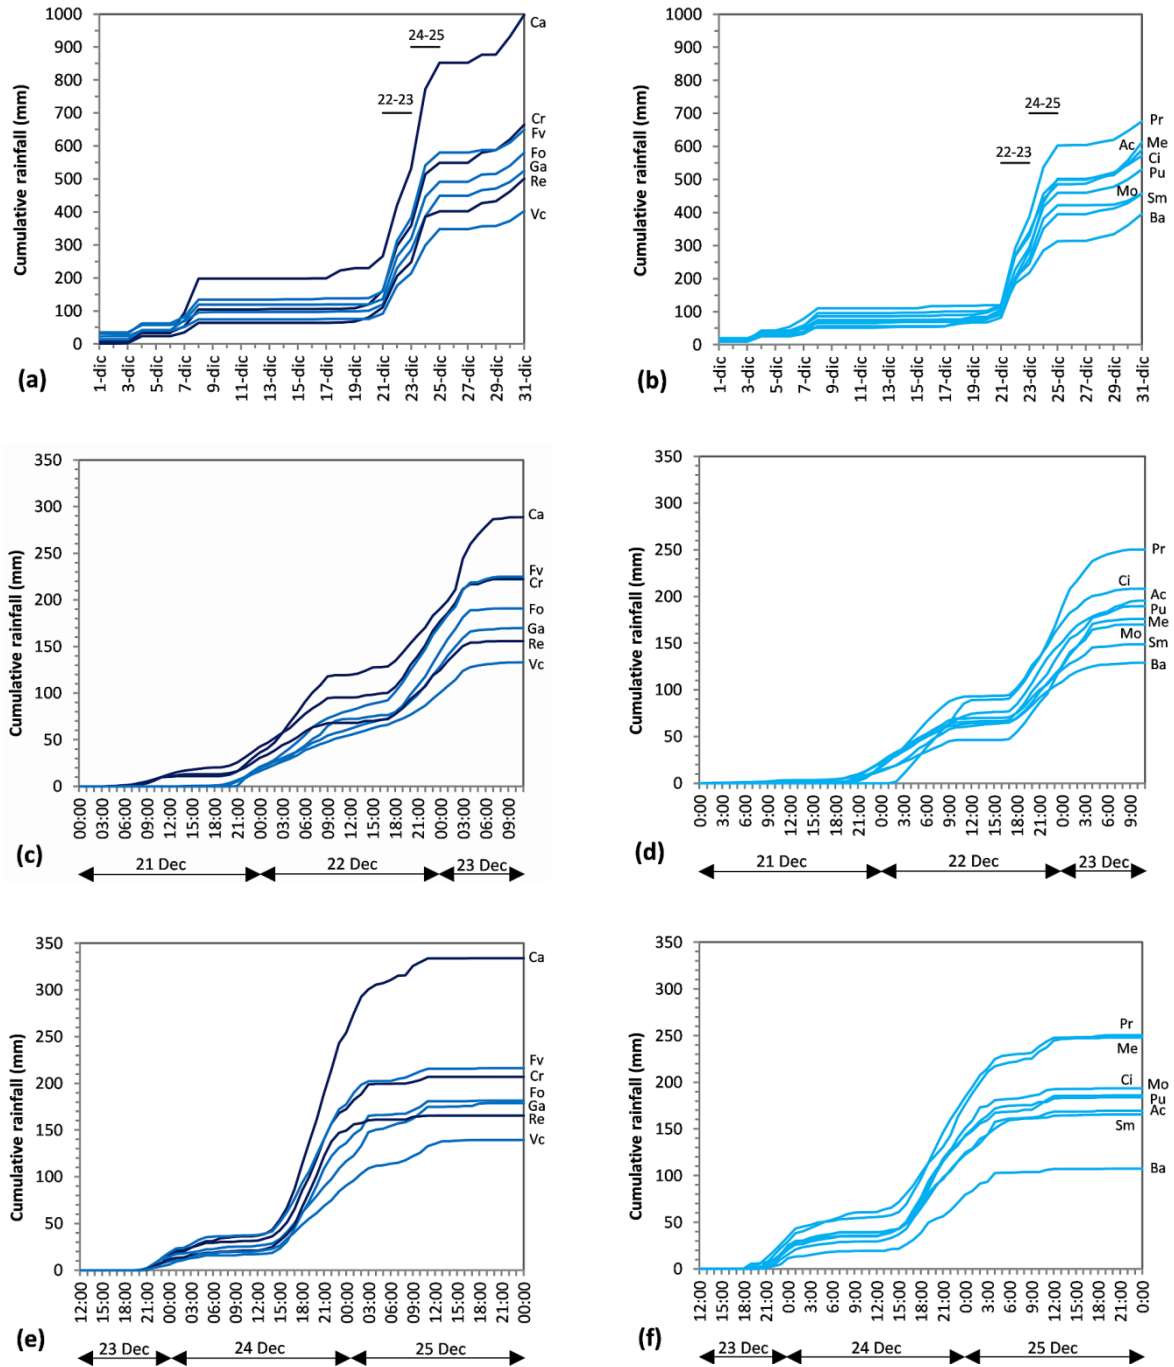 Cumulative rainfall (mm)
1000
900
800
700
600
500
400
300
200
100
0
24-25
22-23
Ca
Cr
Fv
Fo
Ga
Re
Vc
1-dic
3-dic
5-dic
7-dic
9-dic
11-dic
13-dic
15-dic
17-dic
19-dic
21-dic
23-dic
25-dic
27-dic
29-dic
31-dic
(a)
Cumulative rainfall (mm)
1000
900
800
700
600
500
400
300
200
100
0
24-25
22-23
Pr
Ac
Me
Ci
Pu
Mo
Sm
Ba
1-dic
3-dic
5-dic
7-dic
9-dic
11-dic
13-dic
15-dic
17-dic
19-dic
21-dic
23-dic
25-dic
27-dic
29-dic
31-dic
(b)
Cumulative rainfall (mm)
350
300
250
200
150
100
50
0
Ca
Fv
Cr
Fo
Ga
Re
Vc
00:00
03:00
06:00
09:00
12:00
15:00
18:00
21:00
00:00
03:00
06:00
09:00
12:00
15:00
18:00
21:00
00:00
03:00
06:00
09:00
(c)
21 Dec
22 Dec
23 Dec
Cumulative rainfall (mm)
350
300
250
200
150
100
50
0
Pr
Ci
Ac
Pu
Me
Mo
Sm
Ba
0:00
3:00
6:00
9:00
12:00
15:00
18:00
21:00
0:00
3:00
6:00
9:00
12:00
15:00
18:00
21:00
0:00
3:00
6:00
9:00
(d)
21 Dec
22 Dec
23 Dec
Cumulative rainfall (mm)
350
300
250
200
150
100
50
0
Ca
Fv
Cr
Fo
Ga
Re
Vc
12:00
15:00
18:00
21:00
00:00
03:00
06:00
09:00
12:00
15:00
18:00
21:00
00:00
03:00
06:00
09:00
12:00
15:00
18:00
21:00
00:00
(e)
23 Dec
24 Dec
25 Dec
Cumulative rainfall (mm)
350
300
250
200
150
100
50
0
Pr
Me
Ci
Mo
Pu
Ac
Sm
Ba
12:00
15:00
18:00
21:00
0:00
3:00
6:00
9:00
12:00
15:00
18:00
21:00
0:00
3:00
6:00
9:00
12:00
15:00
18:00
21:00
0:00
(f)
23 Dec
24 Dec
25 Dec